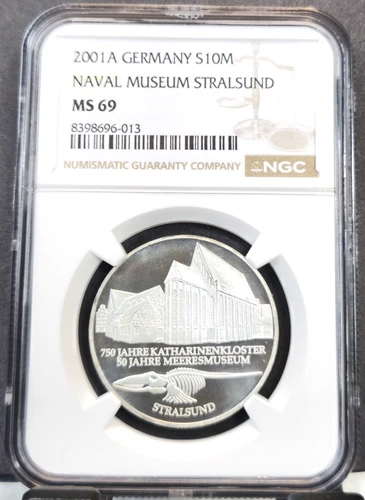 2001A GERMANY S10M
NAVAL MUSEUM STRALSUND
MS 69
8398696-013
NUMISMATIC GUARANTY COMPANY NGC
750 JAHRE KATHARINENKLOSTER
50 JAHRE MEERESMUSEUM
STRALSUND